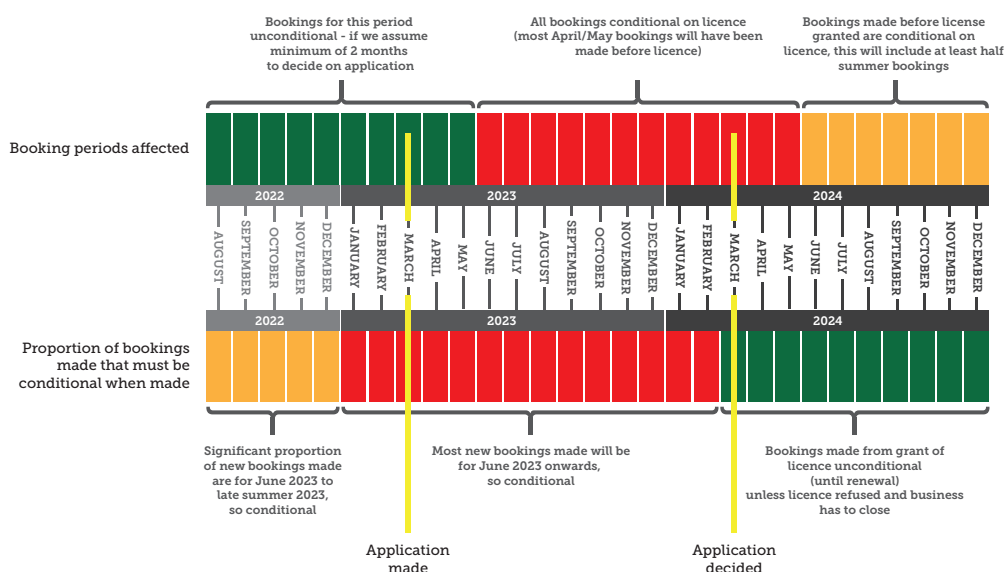 Bookings for this period
unconditional - if we assume
minimum of 2 months
to decide on application
All bookings conditional on licence
(most April/May bookings will have been
made before licence)
Bookings made before license
granted are conditional on
licence, this will include at least half
summer bookings
Booking periods affected
2022
2023
2024
AUGUST
SEPTEMBER
OCTOBER
NOVEMBER
DECEMBER
JANUARY
FEBRUARY
MARCH
APRIL
MAY
JUNE
JULY
AUGUST
SEPTEMBER
OCTOBER
NOVEMBER
DECEMBER
JANUARY
FEBRUARY
MARCH
APRIL
MAY
JUNE
JULY
AUGUST
SEPTEMBER
OCTOBER
NOVEMBER
DECEMBER
2022
2023
2024
Proportion of bookings
made that must be
conditional when made
Significant proportion
of new bookings made
are for June 2023 to
late summer 2023,
so conditional
Most new bookings made will be
for June 2023 onwards,
so conditional
Bookings made from grant of
licence unconditional
(until renewal)
unless licence refused and business
has to close
Application
made
Application
decided